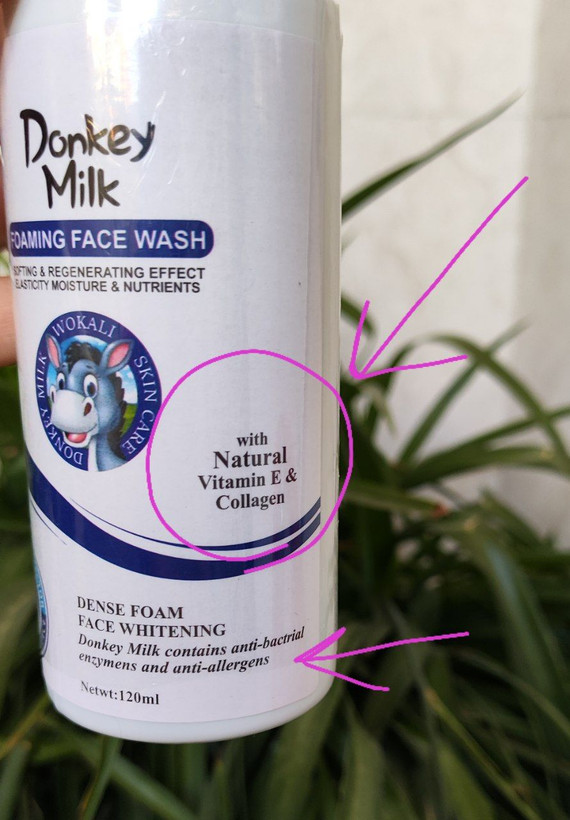 Donkey
Milk
FOAMING FACE WASH
& REGENERATING EFFECT
ELASTICITY MOISTURE & NUTRIENTS
DONKEY MILK WOKALI SKIN CARE
with
Natural
Vitamin E &
Collagen
DENSE FOAM
FACE WHITENING
Donkey Milk contains anti-bactrial
enzymens and anti-allergens
Netwt:120ml